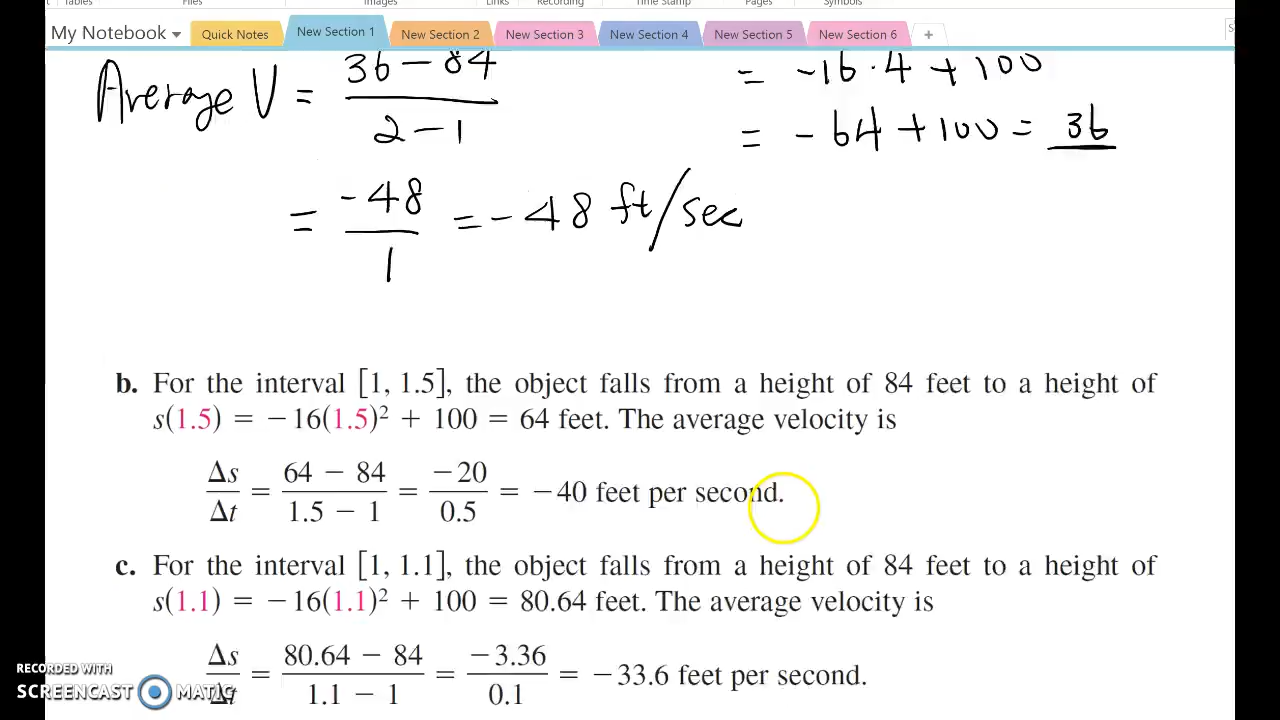 Tables Files Images Links Recording Time Stamp Pages Symbols
My Notebook Quick Notes New Section 1 New Section 2 New Section 3 New Section 4 New Section 5 New Section 6 +
Average V = 36 - 84 / 2 - 1
= -16 · 4 + 100
= - 64 + 100 = 36
= -48 / 1 = - 48 ft/sec
b. For the interval [1, 1.5], the object falls from a height of 84 feet to a height of
s(1.5) = −16(1.5)² + 100 = 64 feet. The average velocity is
Δs/Δt = 64 − 84 / 1.5 − 1 = −20 / 0.5 = −40 feet per second.
c. For the interval [1, 1.1], the object falls from a height of 84 feet to a height of
s(1.1) = −16(1.1)² + 100 = 80.64 feet. The average velocity is
Δs/Δt = 80.64 − 84 / 1.1 − 1 = −3.36 / 0.1 = −33.6 feet per second.
RECORDED WITH
SCREENCAST MATIC